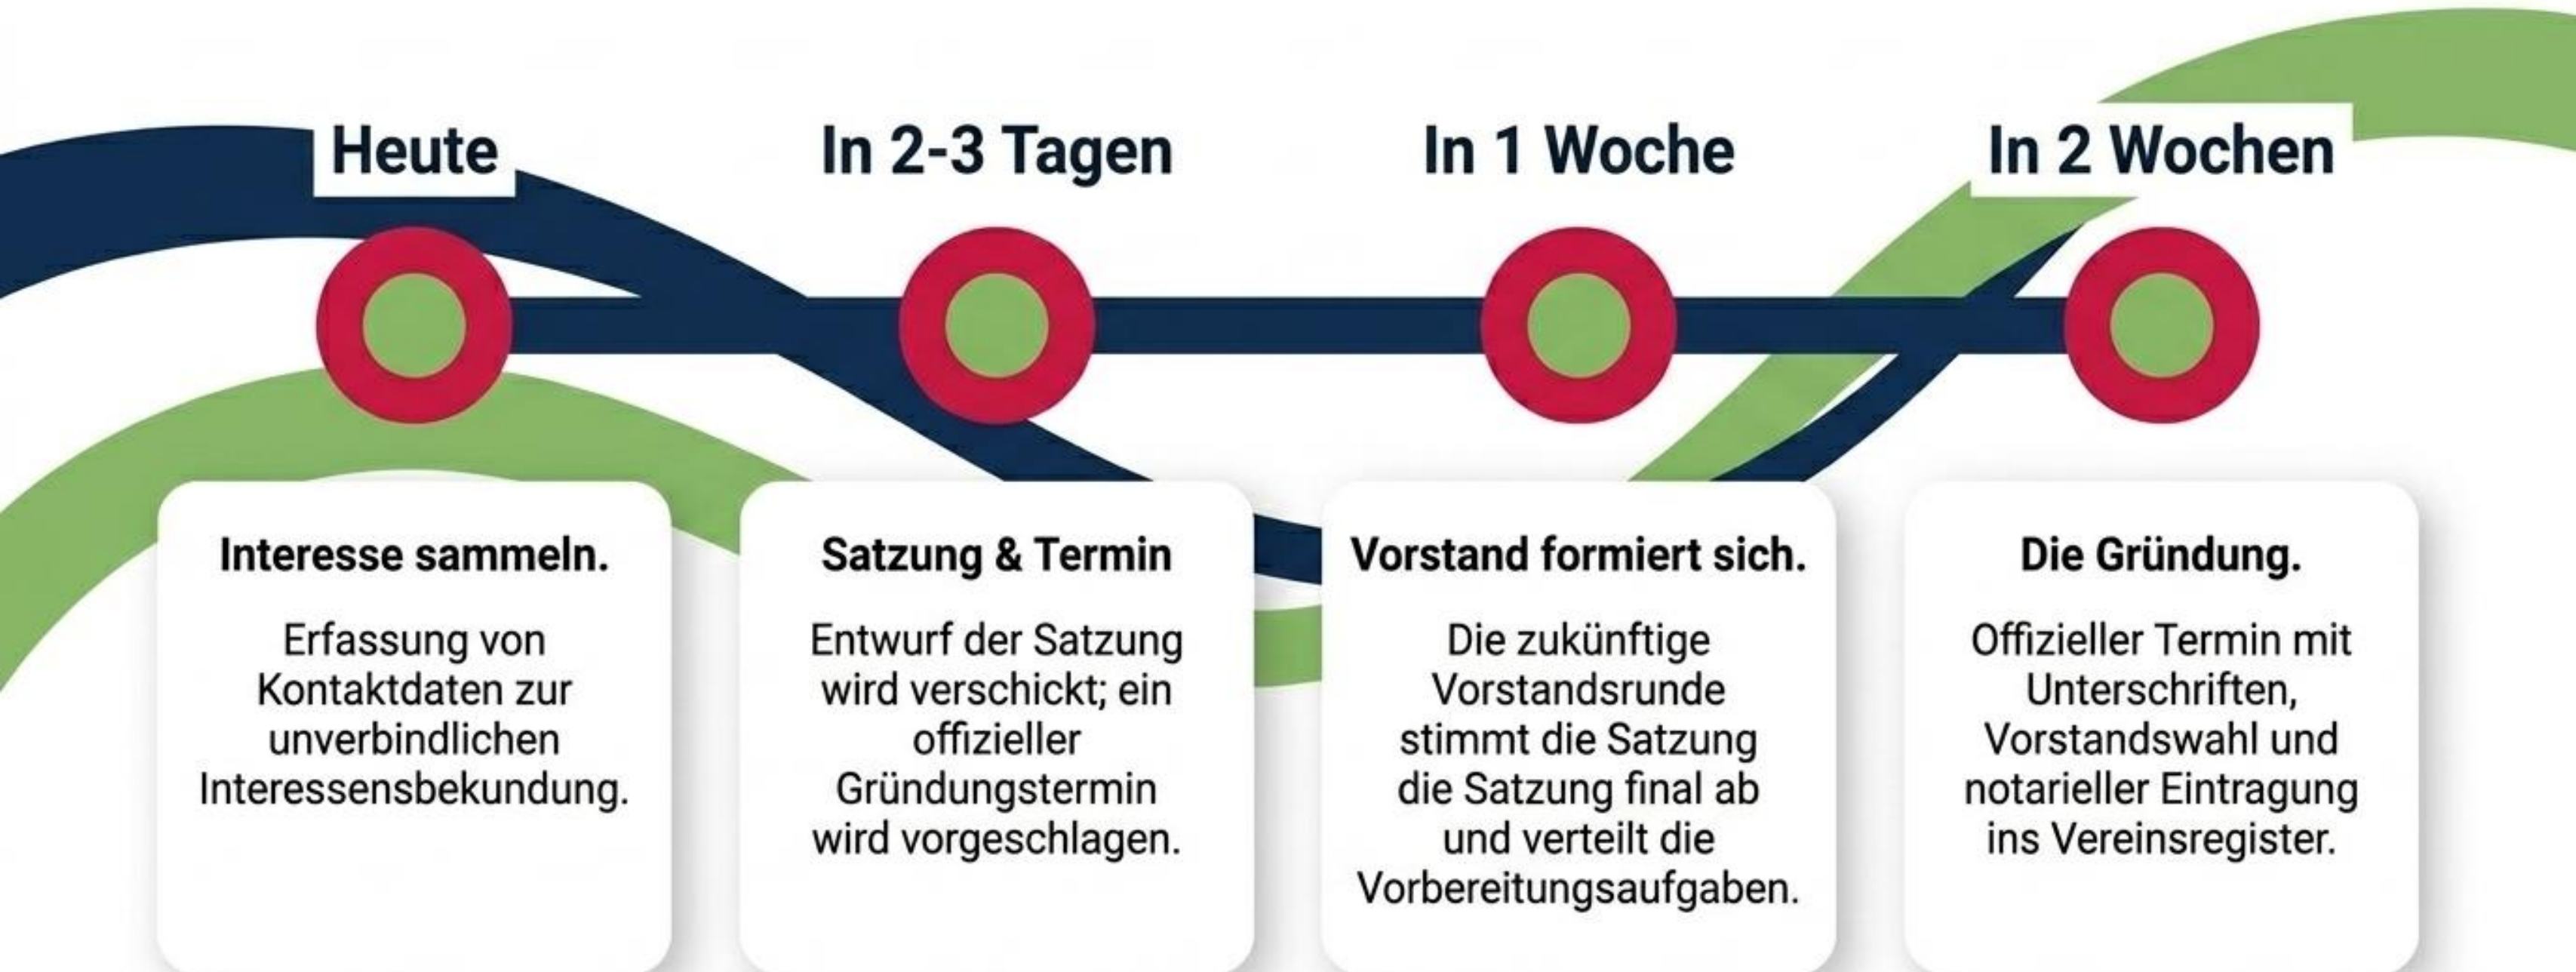 Heute
In 2-3 Tagen
In 1 Woche
In 2 Wochen
Interesse sammeln.
Erfassung von
Kontaktdaten zur
unverbindlichen
Interessensbekundung.
Satzung & Termin
Entwurf der Satzung
wird verschickt; ein
offizieller
Gründungstermin
wird vorgeschlagen.
Vorstand formiert sich.
Die zukünftige
Vorstandsrunde
stimmt die Satzung
die Satzung final ab
und verteilt die
Vorbereitungsaufgaben.
Die Gründung.
Offizieller Termin mit
Unterschriften,
Vorstandswahl und
notarieller Eintragung
ins Vereinsregister.